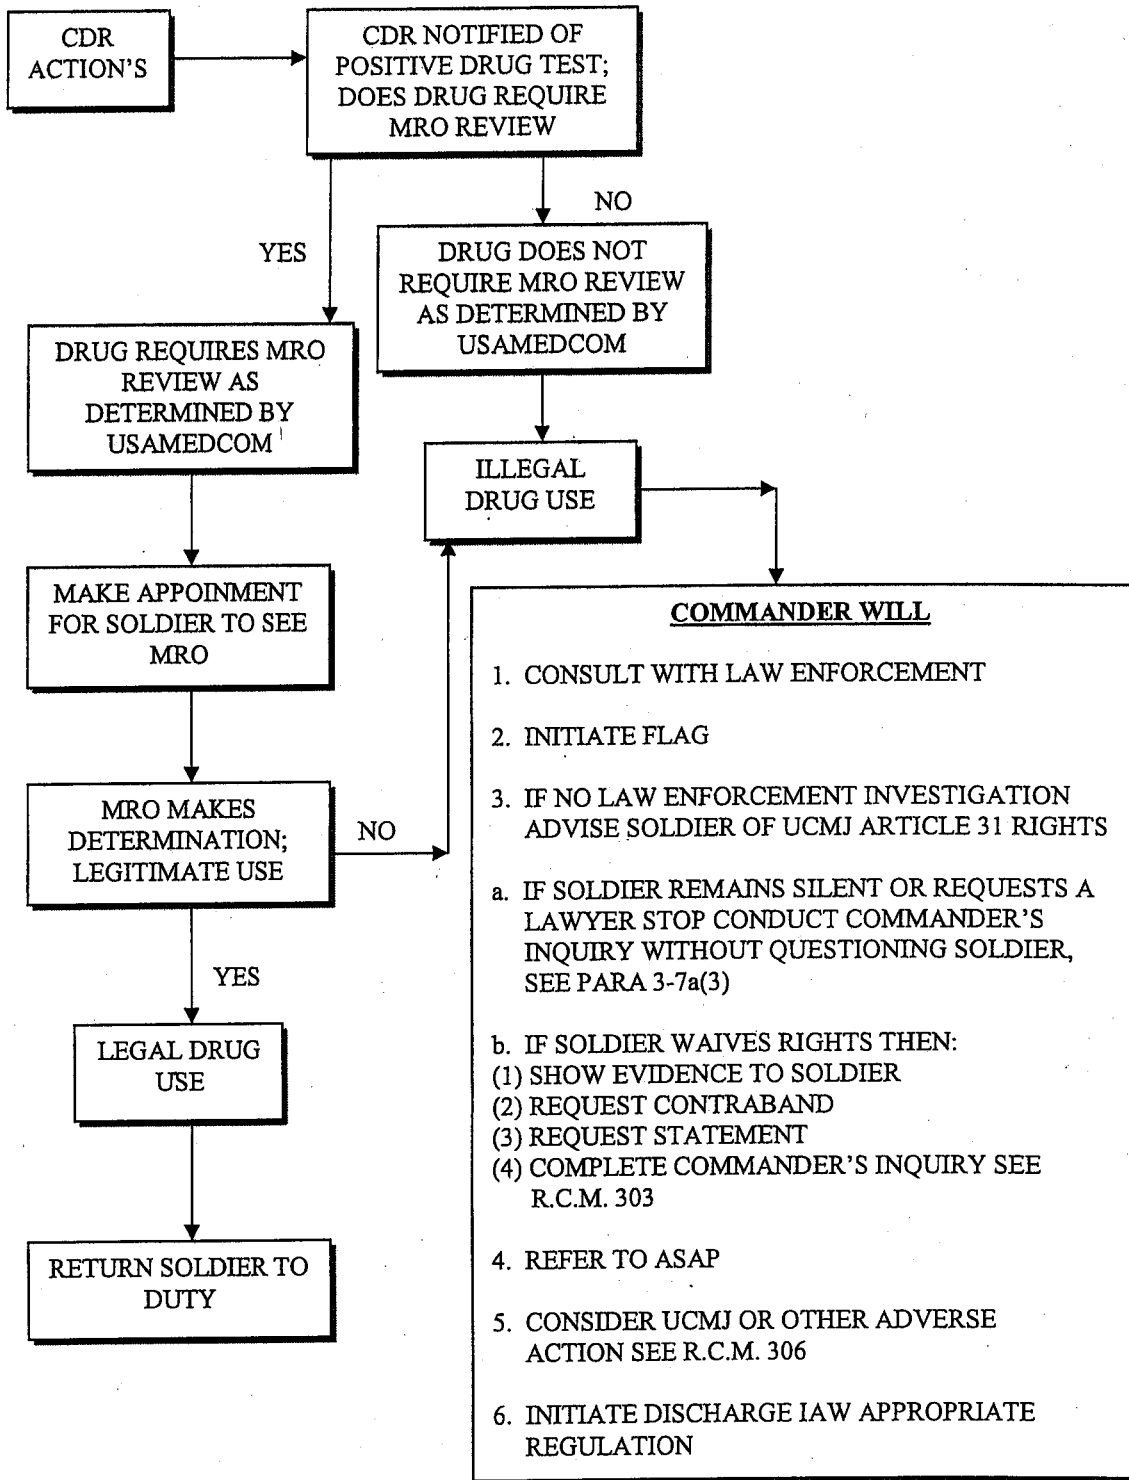 CDR
ACTION'S
CDR NOTIFIED OF
POSITIVE DRUG TEST;
DOES DRUG REQUIRE
MRO REVIEW
NO
YES
DRUG DOES NOT
REQUIRE MRO REVIEW
AS DETERMINED BY
USAMEDCOM
DRUG REQUIRES MRO
REVIEW AS
DETERMINED BY
USAMEDCOM
ILLEGAL
DRUG USE
MAKE APPOINMENT
FOR SOLDIER TO SEE
MRO
MRO MAKES
DETERMINATION;
LEGITIMATE USE
NO
YES
LEGAL DRUG
USE
RETURN SOLDIER TO
DUTY
COMMANDER WILL
1. CONSULT WITH LAW ENFORCEMENT
2. INITIATE FLAG
3. IF NO LAW ENFORCEMENT INVESTIGATION
ADVISE SOLDIER OF UCMJ ARTICLE 31 RIGHTS
a. IF SOLDIER REMAINS SILENT OR REQUESTS A
LAWYER STOP CONDUCT COMMANDER'S
INQUIRY WITHOUT QUESTIONING SOLDIER,
SEE PARA 3-7a(3)
b. IF SOLDIER WAIVES RIGHTS THEN:
(1) SHOW EVIDENCE TO SOLDIER
(2) REQUEST CONTRABAND
(3) REQUEST STATEMENT
(4) COMPLETE COMMANDER'S INQUIRY SEE
R.C.M. 303
4. REFER TO ASAP
5. CONSIDER UCMJ OR OTHER ADVERSE
ACTION SEE R.C.M. 306
6. INITIATE DISCHARGE IAW APPROPRIATE
REGULATION